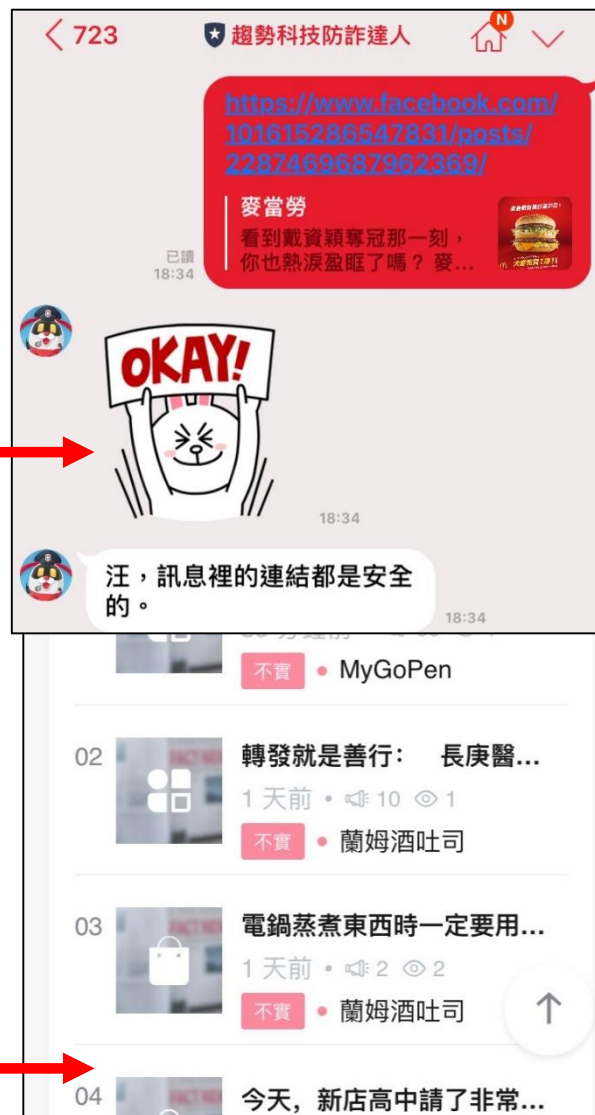 723
趨勢科技防詐達人
N
https://www.facebook.com/
101615286547831/posts/
2287469687962369/
麥當勞
看到戴資穎奪冠那一刻，
你也熱淚盈眶了嗎？ 麥...
已讀
18:34
OKAY!
18:34
汪，訊息裡的連結都是安全
的。
18:34
不實 • MyGoPen
02
轉發就是善行： 長庚醫...
1 天前 • 10 1
不實 • 蘭姆酒吐司
03
電鍋蒸煮東西時一定要用...
1 天前 • 2 2
不實 • 蘭姆酒吐司
04
今天，新店高中請了非常...